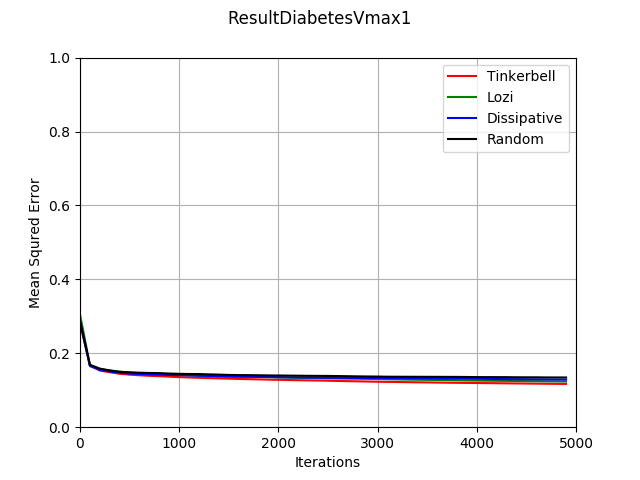 ResultDiabetesVmax1
1.0
0.8
0.6
0.4
0.2
0.0
Mean Squred Error
Tinkerbell
Lozi
Dissipative
Random
0 1000 2000 3000 4000 5000
Iterations